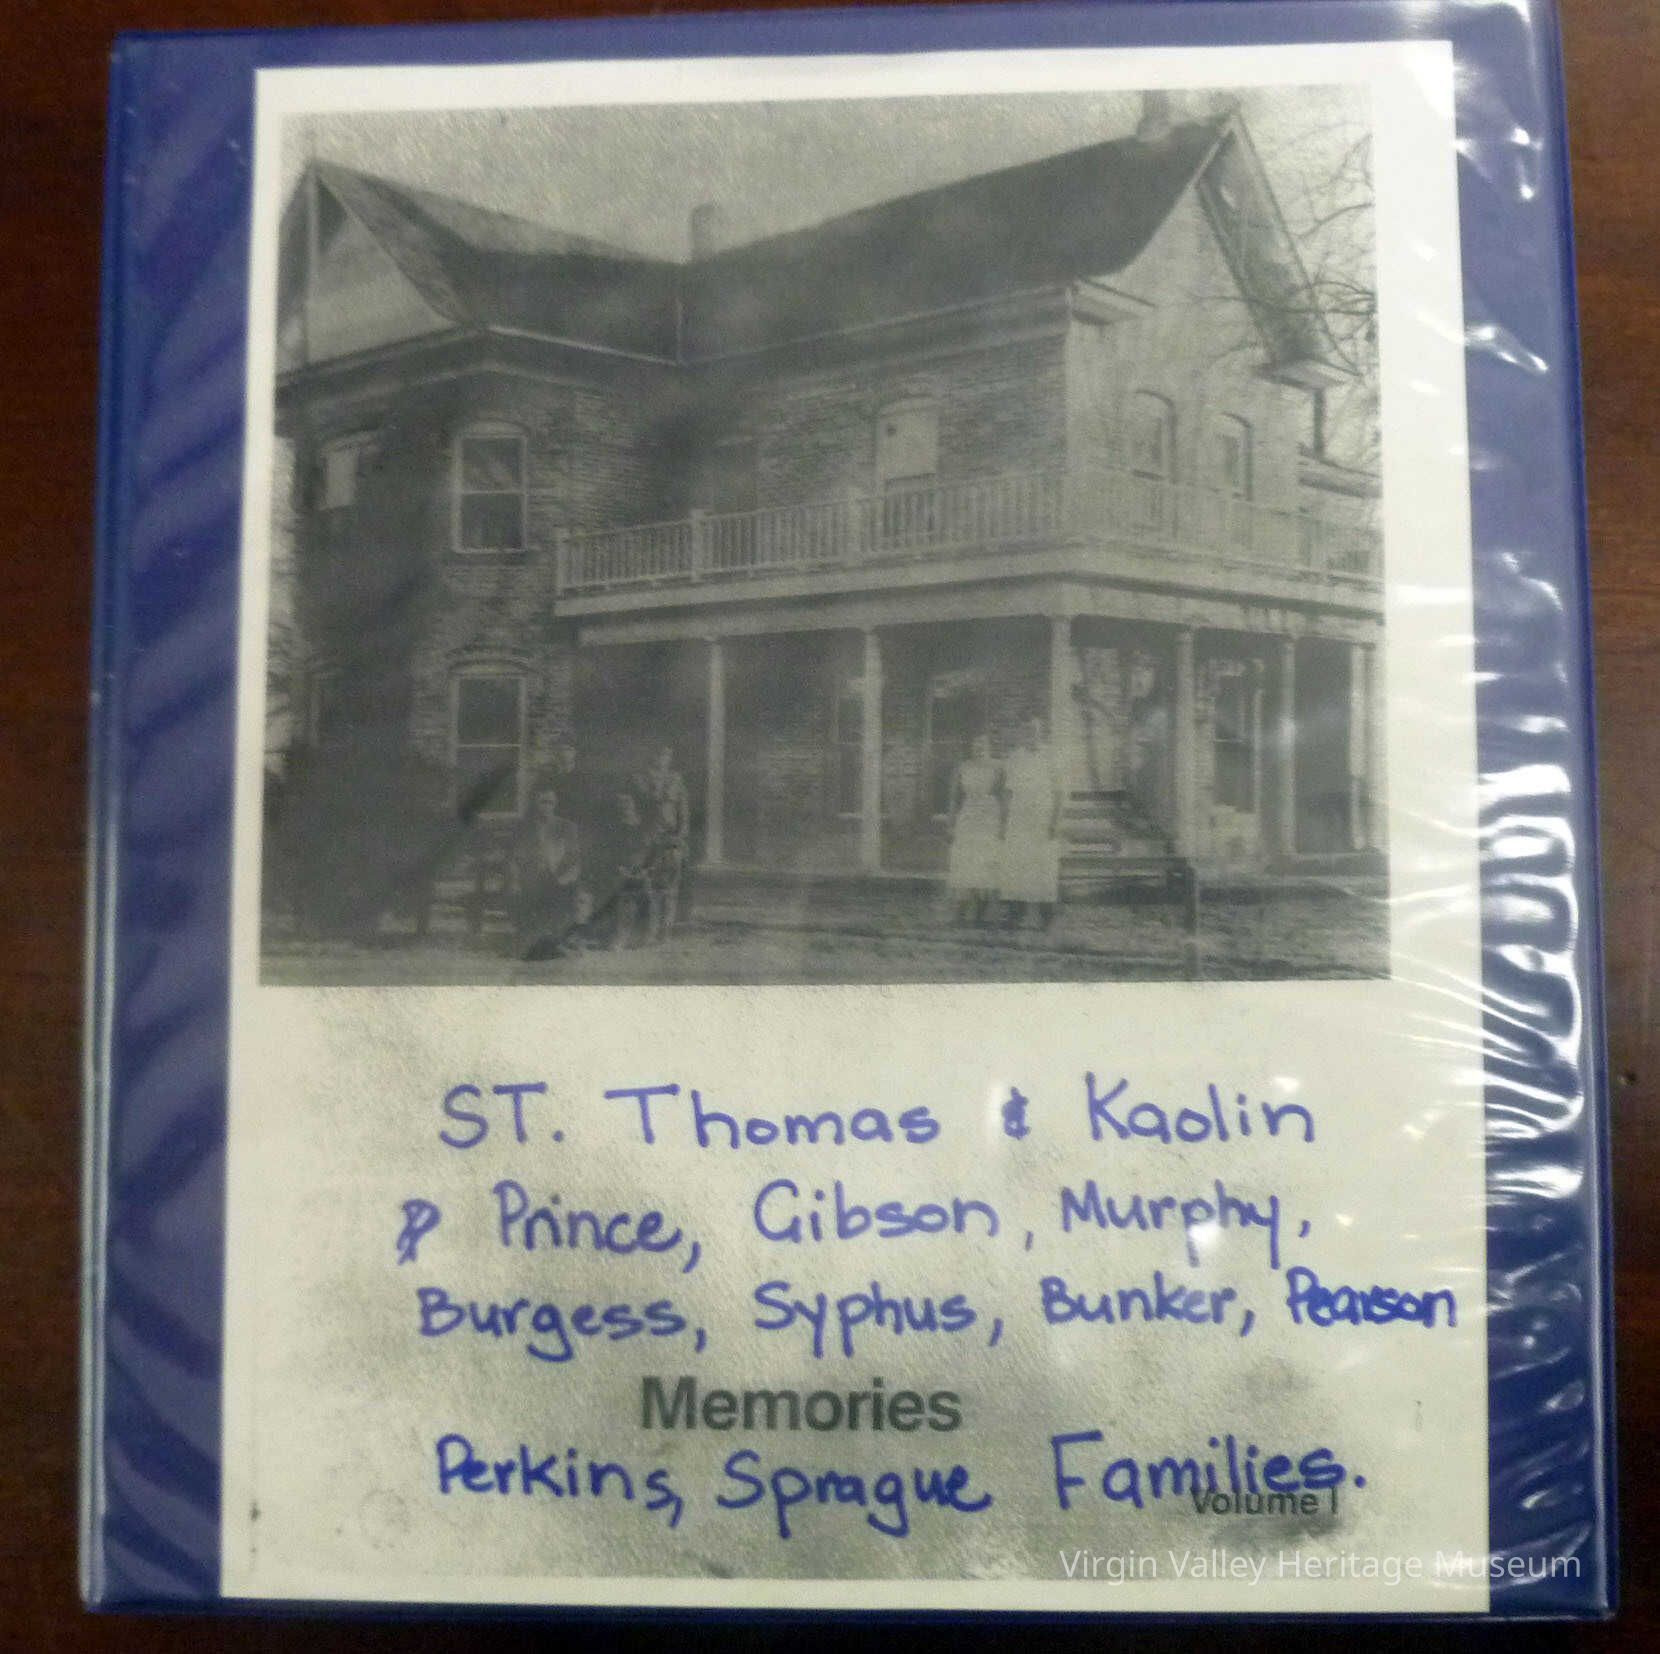 ST. Thomas & Kaolin
Prince, Gibson, Murphy,
Burgess, Syphus, Bunker, Pearson
Memories
Perkins, Sprague Families.
Volume I
Virgin Valley Heritage Museum